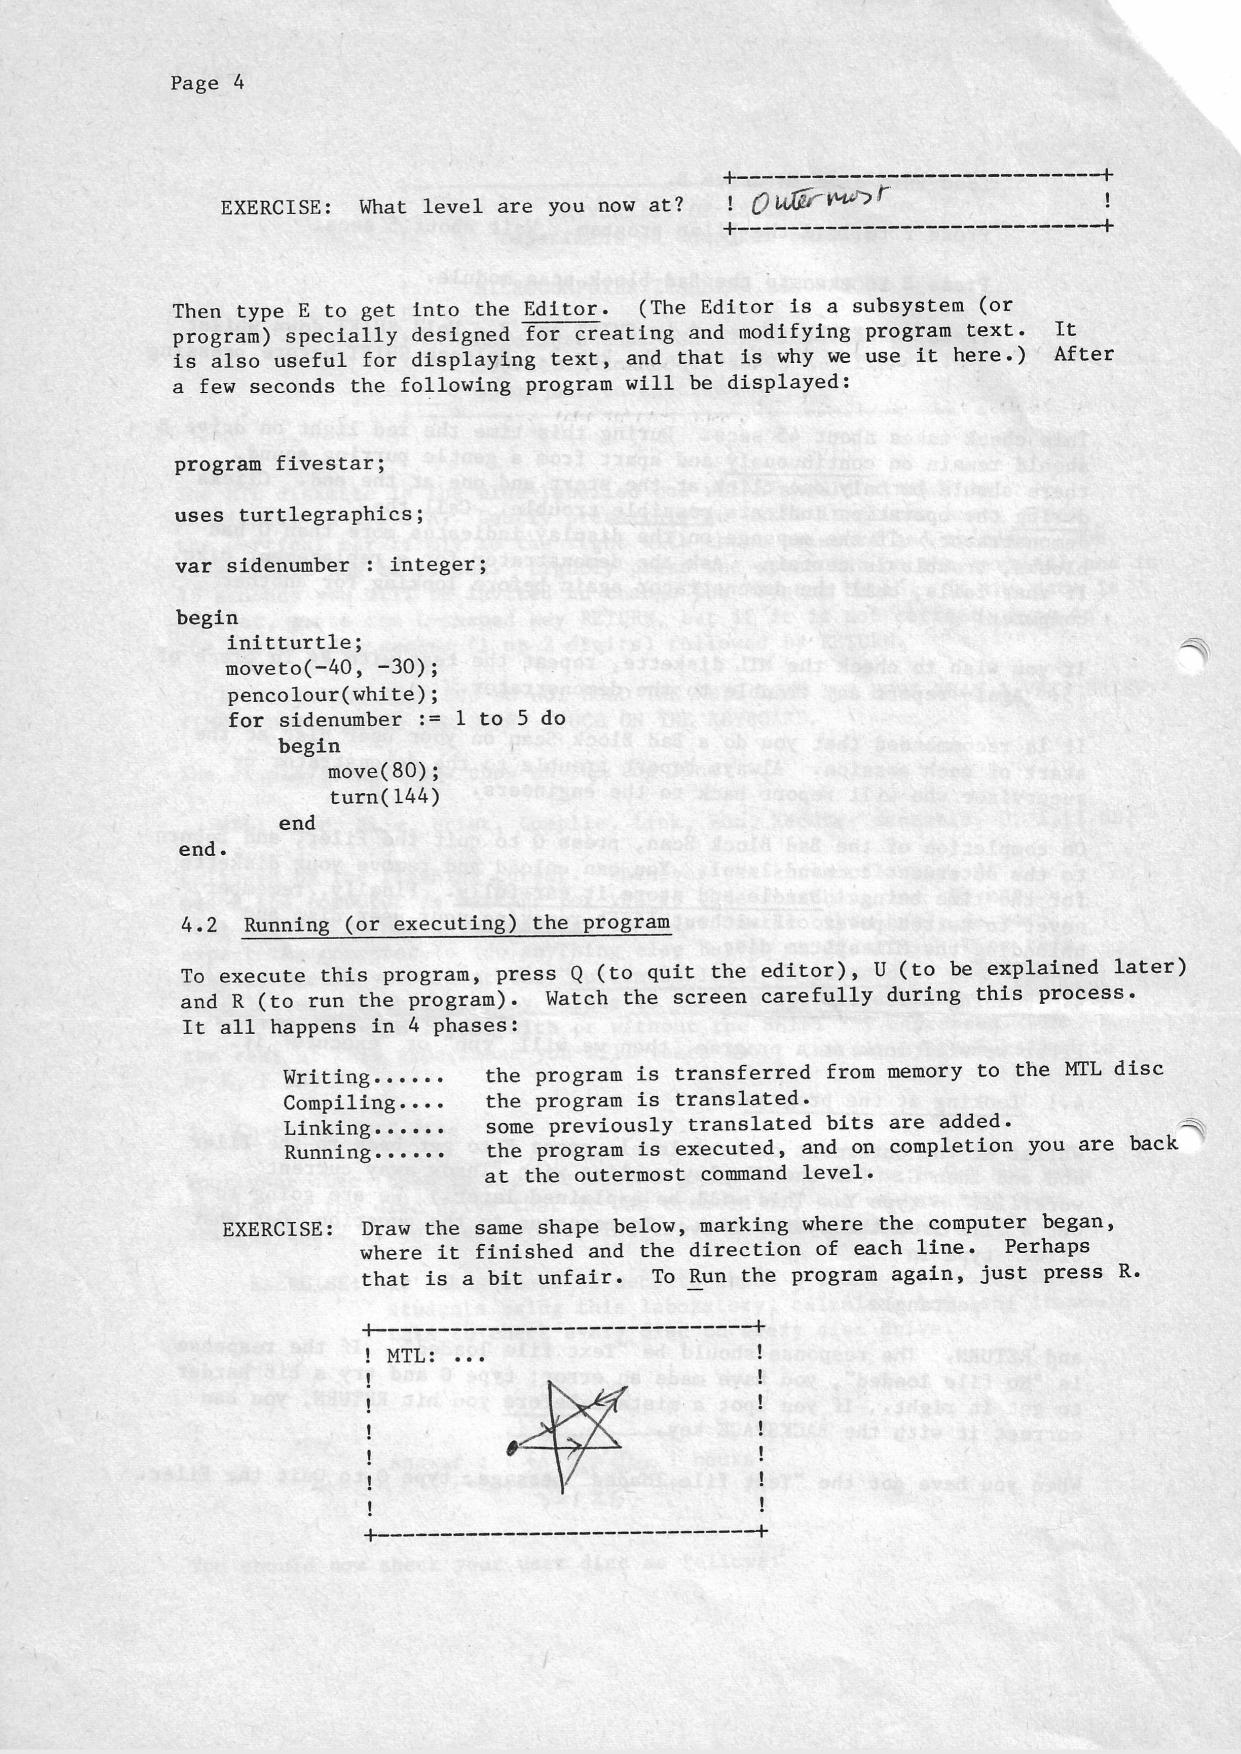 Page 4
+-----------------------------+
EXERCISE:  What level are you now at?   ! Outermost !
+-----------------------------+
Then type E to get into the Editor.  (The Editor is a subsystem (or
program) specially designed for creating and modifying program text.  It
is also useful for displaying text, and that is why we use it here.)  After
a few seconds the following program will be displayed:
program fivestar;
uses turtlegraphics;
var sidenumber : integer;
begin
    initturtle;
    moveto(-40, -30);
    pencolour(white);
    for sidenumber := 1 to 5 do
        begin
            move(80);
            turn(144)
        end
end.
4.2  Running (or executing) the program
To execute this program, press Q (to quit the editor), U (to be explained later)
and R (to run the program).  Watch the screen carefully during this process.
It all happens in 4 phases:
Writing......   the program is transferred from memory to the MTL disc
Compiling....   the program is translated.
Linking......   some previously translated bits are added.
Running......   the program is executed, and on completion you are back
at the outermost command level.
EXERCISE:  Draw the same shape below, marking where the computer began,
where it finished and the direction of each line.  Perhaps
that is a bit unfair.  To Run the program again, just press R.
+------------------------------+
! MTL: ... !
! !
! !
! !
! !
! !
! !
+------------------------------+